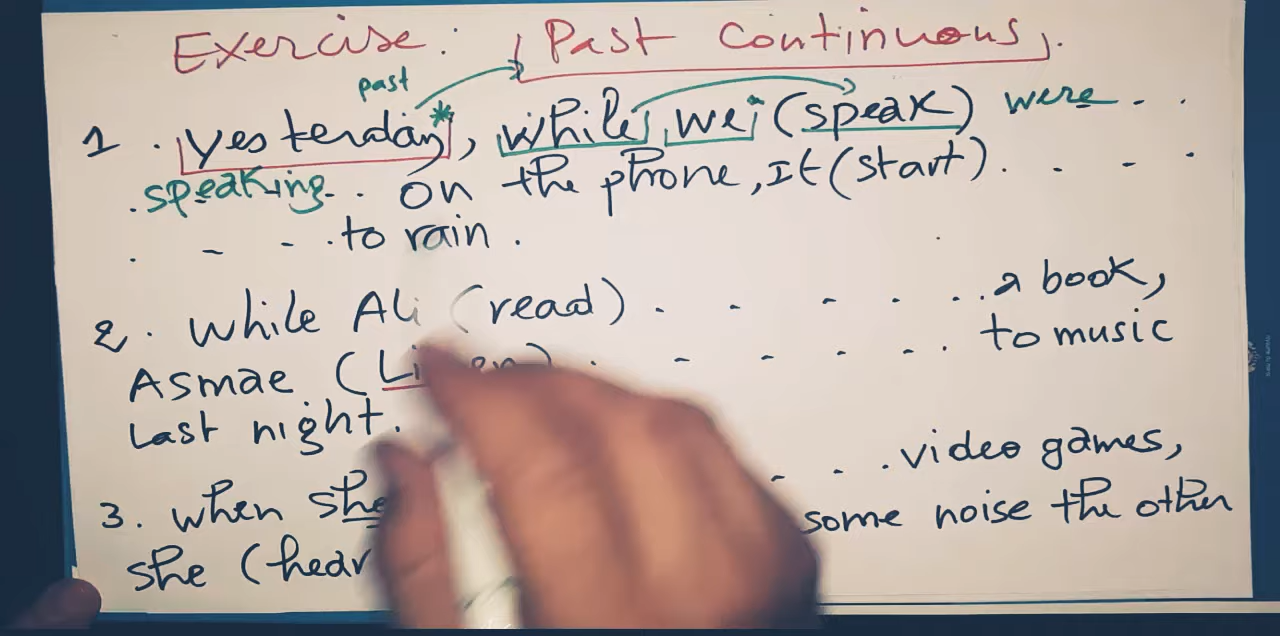 Exercise: Past Continuous.
past
1. yesterday*, while we (speak) were
speaking on the phone, It (start)
to rain.
2. while Ali (read) a book,
Asmae ( to music
Last night.
3. when she video games,
she (hear some noise the other